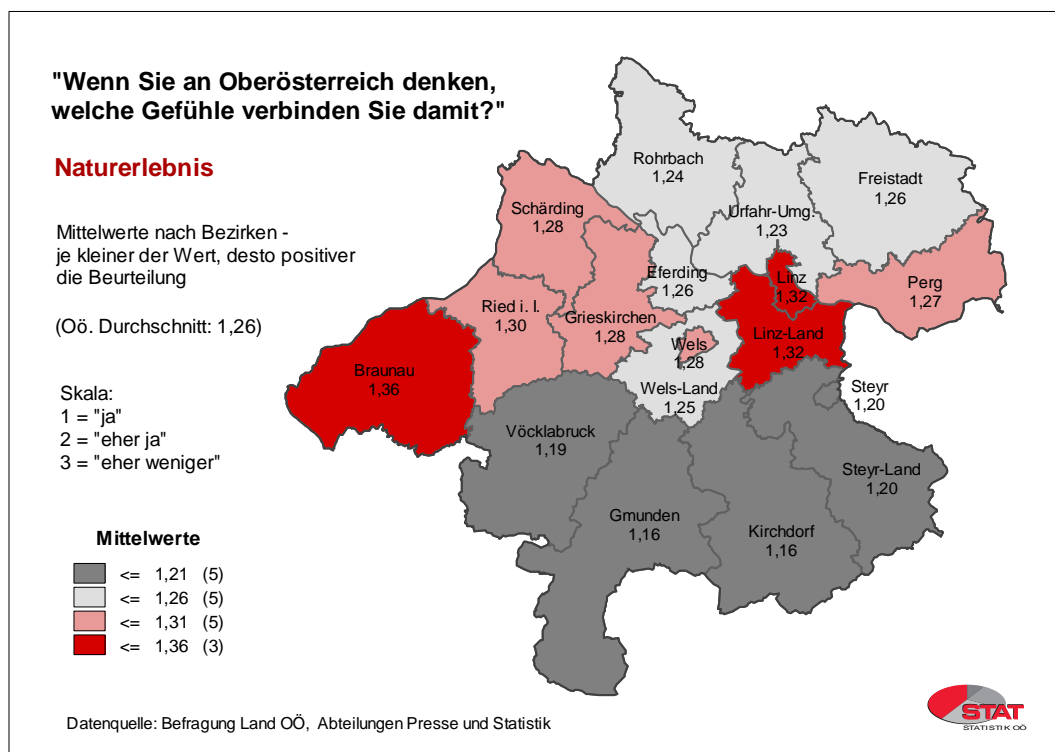 "Wenn Sie an Oberösterreich denken,
welche Gefühle verbinden Sie damit?"
Naturerlebnis
Mittelwerte nach Bezirken -
je kleiner der Wert, desto positiver
die Beurteilung
(Oö. Durchschnitt: 1,26)
Skala:
1 = "ja"
2 = "eher ja"
3 = "eher weniger"
Mittelwerte
<= 1,21 (5)
<= 1,26 (5)
<= 1,31 (5)
<= 1,36 (3)
Rohrbach
1,24
Freistadt
1,26
Urfahr-Umg.
1,23
Schärding
1,28
Eferding
1,26
Linz
1,32
Perg
1,27
Ried i. I.
1,30
Grieskirchen
1,28
Linz-Land
1,32
Wels
1,28
Braunau
1,36
Wels-Land
1,25
Steyr
1,20
Vöcklabruck
1,19
Steyr-Land
1,20
Gmunden
1,16
Kirchdorf
1,16
Datenquelle: Befragung Land OÖ, Abteilungen Presse und Statistik
STAT
STATISTIK OÖ